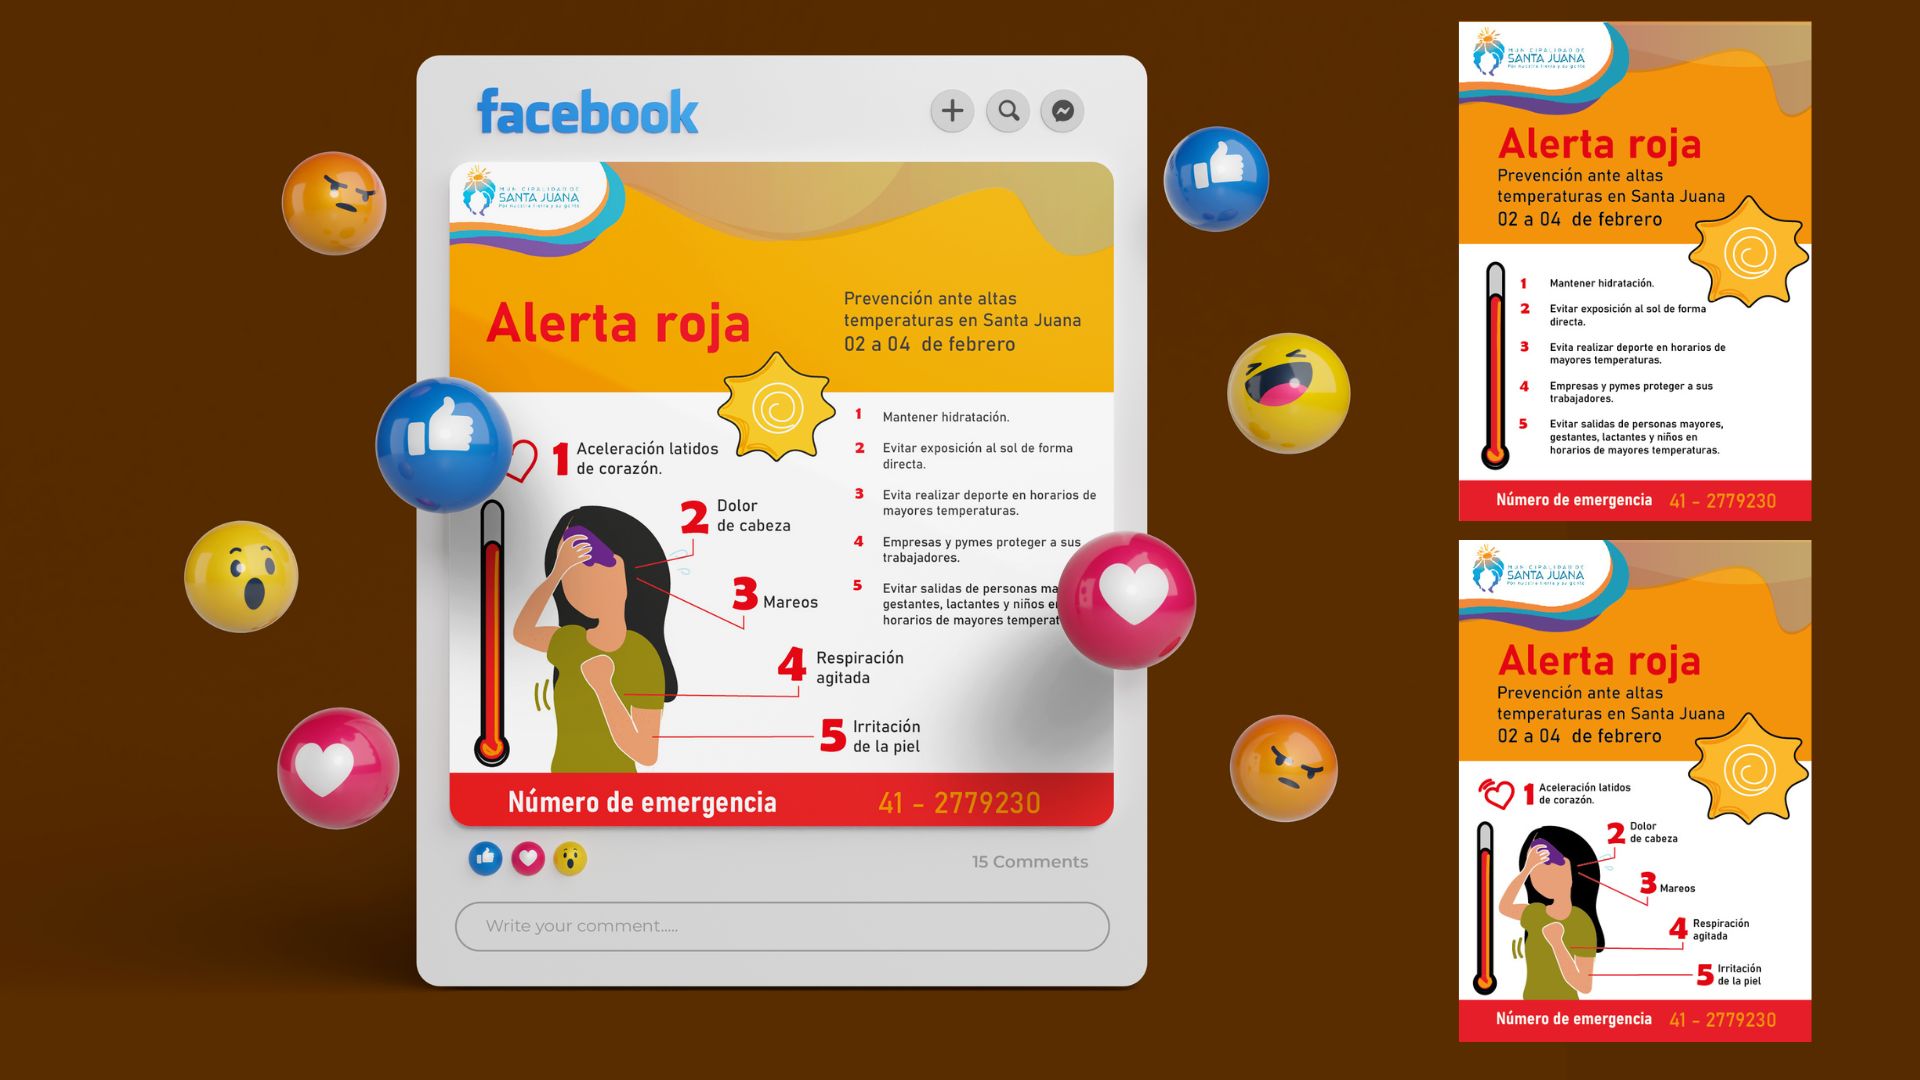 facebook
MUNICIPALIDAD DE
SANTA JUANA
Por nuestra tierra y su gente
Alerta roja
Prevención ante altas
temperaturas en Santa Juana
02 a 04 de febrero
1 Aceleración latidos
de corazón.
2 Dolor
de cabeza
3 Mareos
4 Respiración
agitada
5 Irritación
de la piel
1 Mantener hidratación.
2 Evitar exposición al sol de forma
directa.
3 Evita realizar deporte en horarios de
mayores temperaturas.
4 Empresas y pymes proteger a sus
trabajadores.
5 Evitar salidas de personas ma
gestantes, lactantes y niños e
horarios de mayores temperat
Número de emergencia 41 - 2779230
15 Comments
Write your comment.....
MUNICIPALIDAD DE
SANTA JUANA
Por nuestra tierra y su gente
Alerta roja
Prevención ante altas
temperaturas en Santa Juana
02 a 04 de febrero
1 Mantener hidratación.
2 Evitar exposición al sol de forma
directa.
3 Evita realizar deporte en horarios de
mayores temperaturas.
4 Empresas y pymes proteger a sus
trabajadores.
5 Evitar salidas de personas mayores,
gestantes, lactantes y niños en
horarios de mayores temperaturas.
Número de emergencia 41 - 2779230
MUNICIPALIDAD DE
SANTA JUANA
Por nuestra tierra y su gente
Alerta roja
Prevención ante altas
temperaturas en Santa Juana
02 a 04 de febrero
1 Aceleración latidos
de corazón.
2 Dolor
de cabeza
3 Mareos
4 Respiración
agitada
5 Irritación
de la piel
Número de emergencia 41 - 2779230